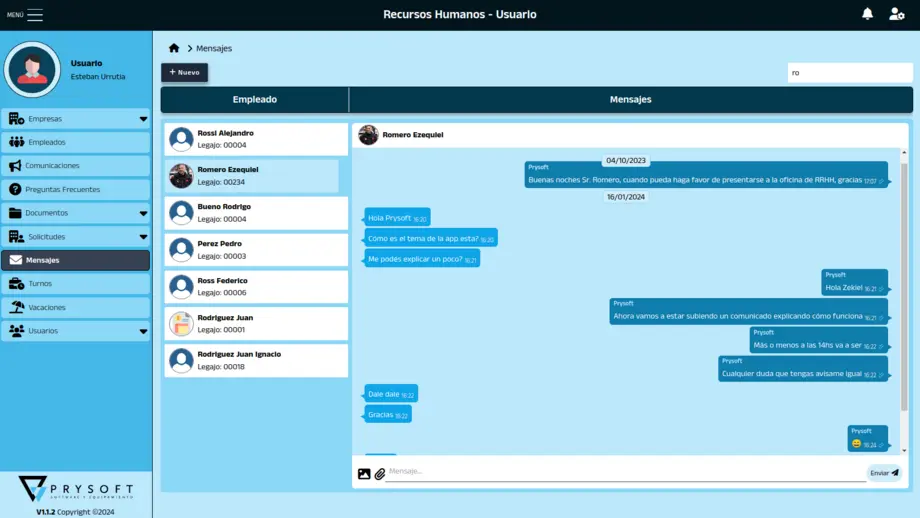 MENÚ
Recursos Humanos - Usuario
Usuario
Esteban Urrutia
Empresas
Empleados
Comunicaciones
Preguntas Frecuentes
Documentos
Solicitudes
Mensajes
Turnos
Vacaciones
Usuarios
PRYSOFT
SOFTWARE Y EQUIPAMIENTO
V1.1.2 Copyright ©2024
Mensajes
+ Nuevo
ro
Empleado
Mensajes
Rossi Alejandro
Legajo: 00004
Romero Ezequiel
Legajo: 00234
Bueno Rodrigo
Legajo: 00004
Perez Pedro
Legajo: 00003
Ross Federico
Legajo: 00006
Rodriguez Juan
Legajo: 00001
Rodriguez Juan Ignacio
Legajo: 00018
Romero Ezequiel
04/10/2023
Prysoft
Buenas noches Sr. Romero, cuando pueda haga favor de presentarse a la oficina de RRHH, gracias 17:07
16/01/2024
Hola Prysoft 16:20
Cómo es el tema de la app esta? 16:20
Me podés explicar un poco? 16:21
Prysoft
Hola Zekiel 16:21
Prysoft
Ahora vamos a estar subiendo un comunicado explicando cómo funciona 16:21
Prysoft
Más o menos a las 14hs va a ser 16:22
Prysoft
Cualquier duda que tengas avisame igual 16:22
Dale dale 16:22
Gracias 16:22
Prysoft
😄 16:24
Mensaje...
Enviar